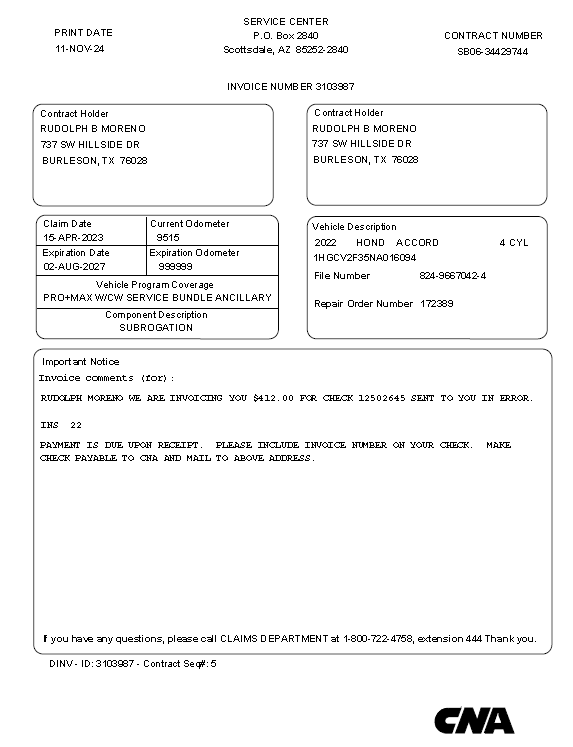 PRINT DATE
11-NOV-24
SERVICE CENTER
P.O. Box 2840
Scottsdale, AZ 85252-2840
CONTRACT NUMBER
SB06-34429744
INVOICE NUMBER 3103987
Contract Holder
RUDOLPH B MORENO
737 SW HILLSIDE DR
BURLESON, TX 76028
Contract Holder
RUDOLPH B MORENO
737 SW HILLSIDE DR
BURLESON, TX 76028
Claim Date
15-APR-2023
Current Odometer
9515
Expiration Date
02-AUG-2027
Expiration Odometer
999999
Vehicle Program Coverage
PRO+MAX W/CW SERVICE BUNDLE ANCILLARY
Component Description
SUBROGATION
Vehicle Description
2022 HOND ACCORD 4 CYL
1HGCV2F35NA016094
File Number 824-9667042-4
Repair Order Number 172389
Important Notice
Invoice comments (for):
RUDOLPH MORENO WE ARE INVOICING YOU $412.00 FOR CHECK 12502645 SENT TO YOU IN ERROR.
INS 22
PAYMENT IS DUE UPON RECEIPT. PLEASE INCLUDE INVOICE NUMBER ON YOUR CHECK. MAKE
CHECK PAYABLE TO CNA AND MAIL TO ABOVE ADDRESS.
If you have any questions, please call CLAIMS DEPARTMENT at 1-800-722-4758, extension 444 Thank you.
DINV - ID: 3103987 - Contract Seq#: 5
CNA